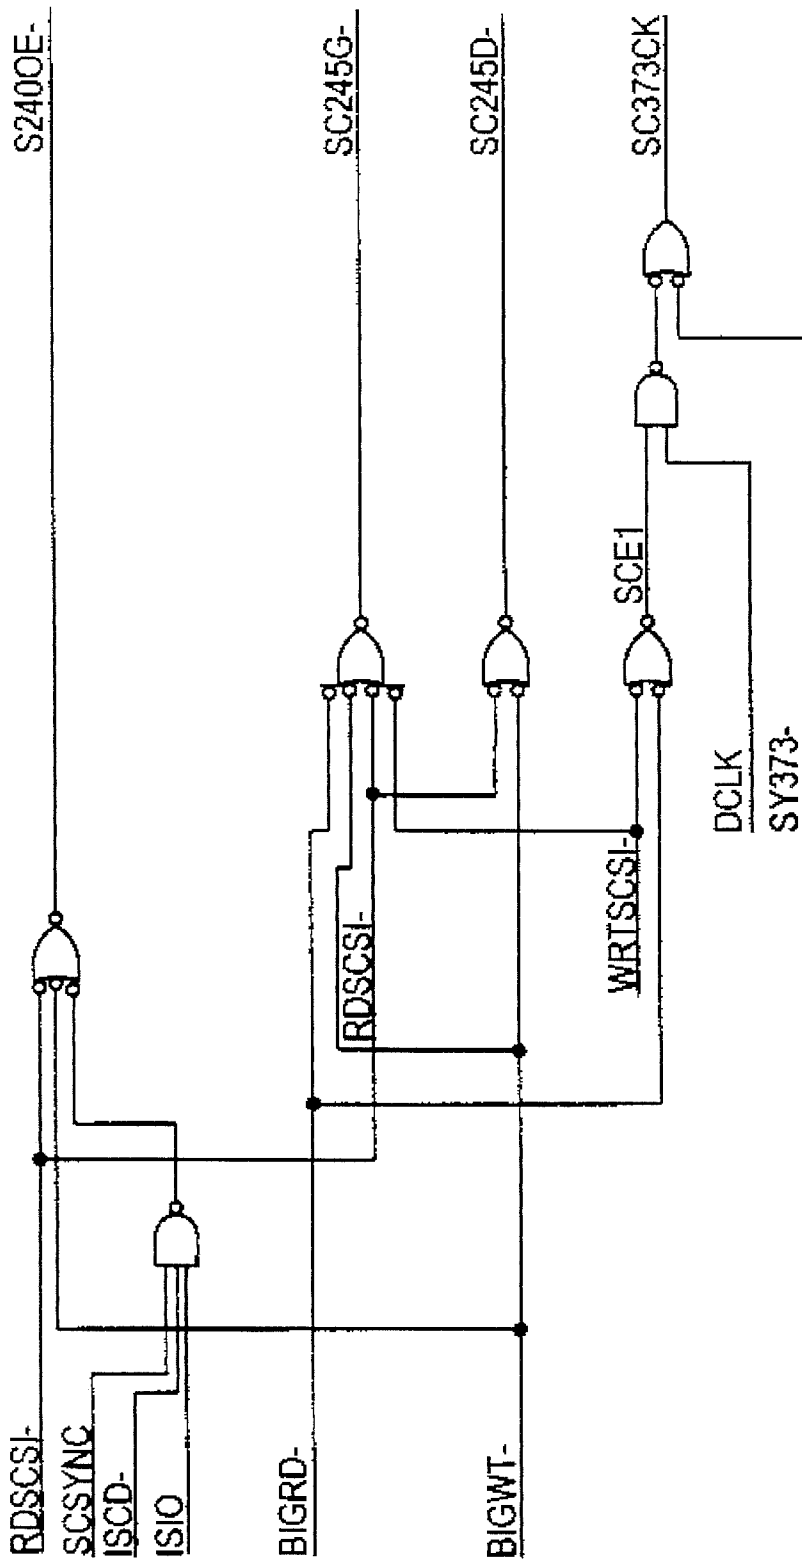 S240OE-
SC245G-
SC245D-
SC373CK
SCE1
DCLK
SY373-
WRTSCSI-
RDSCSI-
RDSCSI-
SCSYNC
ISCD-
ISIO
BIGRD-
BIGWT-